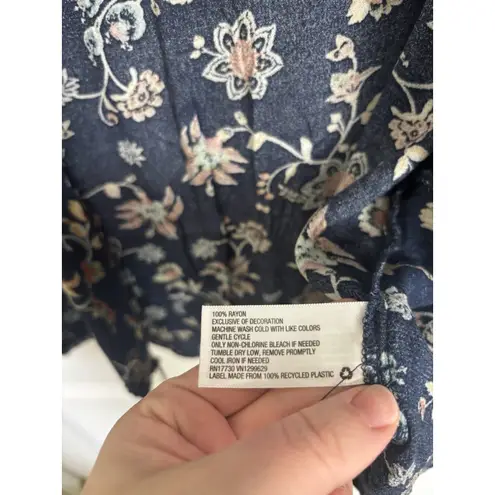 100% RAYON
EXCLUSIVE OF DECORATION
MACHINE WASH COLD WITH LIKE COLORS
GENTLE CYCLE
ONLY NON-CHLORINE BLEACH IF NEEDED
TUMBLE DRY LOW, REMOVE PROMPTLY
COOL IRON IF NEEDED
RN17730 VN1299629
LABEL MADE FROM 100% RECYCLED PLASTIC